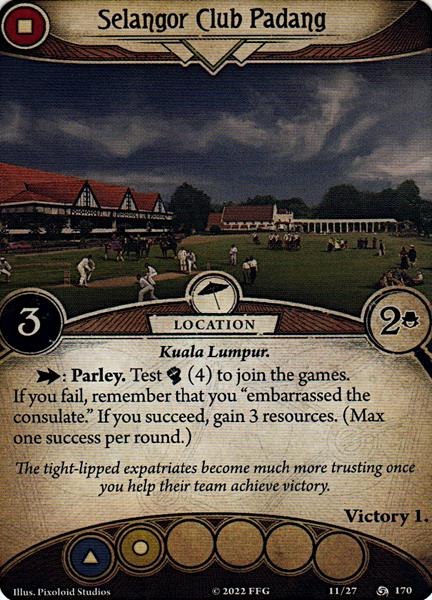 Selangor Club Padang
3
LOCATION
2
Kuala Lumpur.
: Parley. Test (4) to join the games.
If you fail, remember that you “embarrassed the
consulate.” If you succeed, gain 3 resources. (Max
one success per round.)
The tight-lipped expatriates become much more trusting once
you help their team achieve victory.
Victory 1.
Illus. Pixoloid Studios
© 2022 FFG
11/27
170